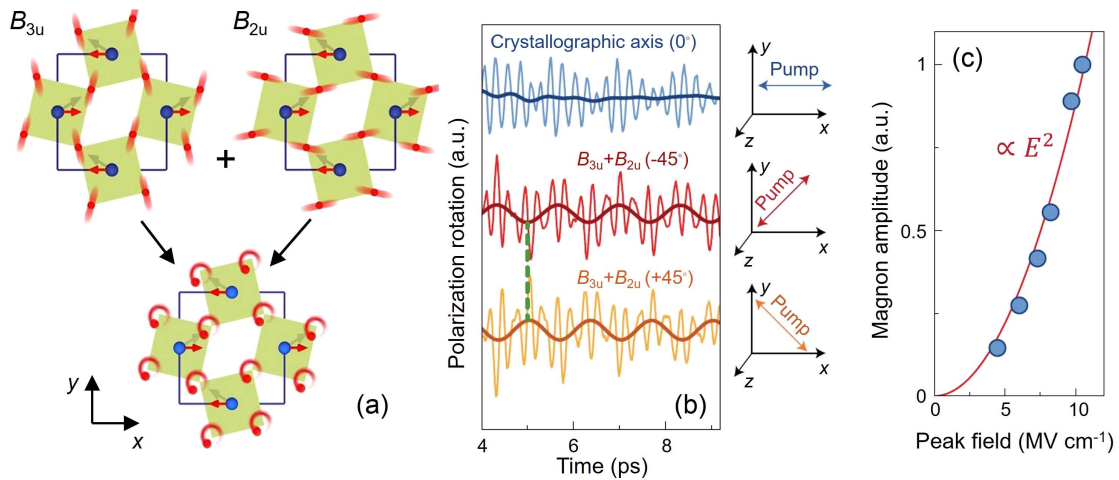 B3u
B2u
+
y
x
(a)
Polarization rotation (a.u.)
Crystallographic axis (0°)
B3u+B2u (-45°)
B3u+B2u (+45°)
(b)
4
6
8
Time (ps)
y
Pump
x
z
y
Pump
x
z
y
Pump
x
z
(c)
∝ E²
Magnon amplitude (a.u.)
1
0.5
0
0
5
10
Peak field (MV cm⁻¹)